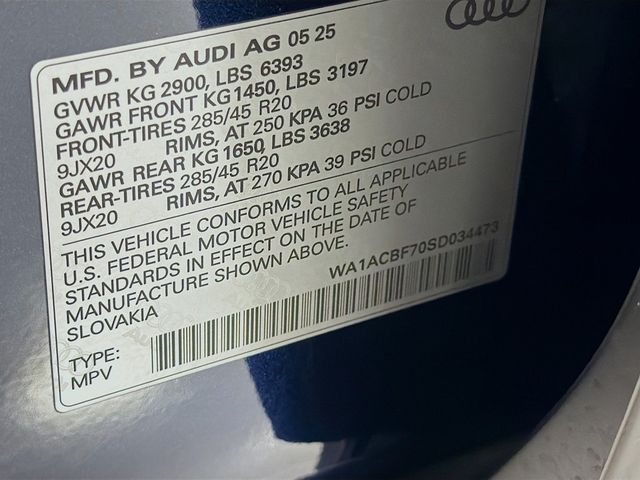 MFD. BY AUDI AG 05 25
GVWR KG 2900, LBS 6393
GAWR FRONT KG1450, LBS 3197
FRONT-TIRES 285/45 R20
9JX20 RIMS, AT 250 KPA 36 PSI COLD
GAWR REAR KG 1650, LBS 3638
REAR-TIRES 285/45 R20
9JX20 RIMS, AT 270 KPA 39 PSI COLD
THIS VEHICLE CONFORMS TO ALL APPLICABLE
U.S. FEDERAL MOTOR VEHICLE SAFETY
STANDARDS IN EFFECT ON THE DATE OF
MANUFACTURE SHOWN ABOVE.
SLOVAKIA
WA1ACBF70SD034473
TYPE:
MPV